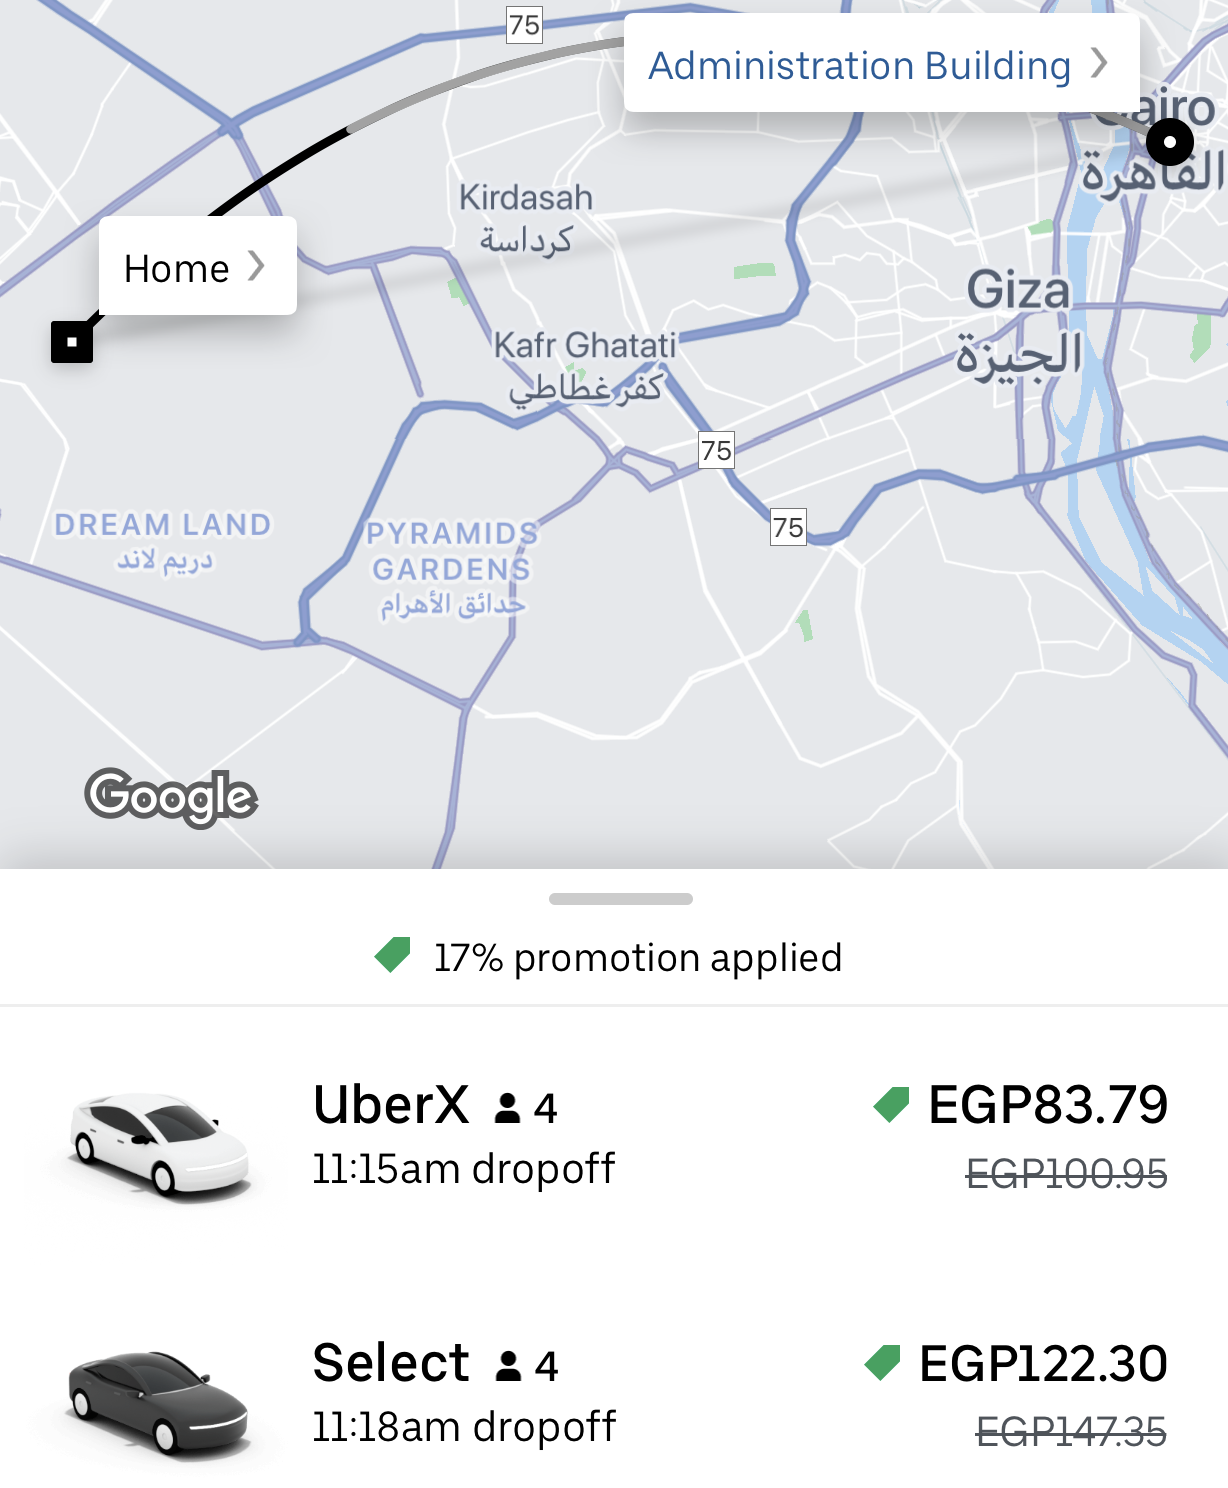 75
Administration Building
Cairo
القاهرة
Kirdasah
كرداسة
Home
Giza
الجيزة
Kafr Ghatati
كفر غطاطي
75
75
DREAM LAND
دريم لاند
PYRAMIDS
GARDENS
حدائق الأهرام
Google
17% promotion applied
UberX 4
EGP83.79
11:15am dropoff
EGP100.95
Select 4
EGP122.30
11:18am dropoff
EGP147.35